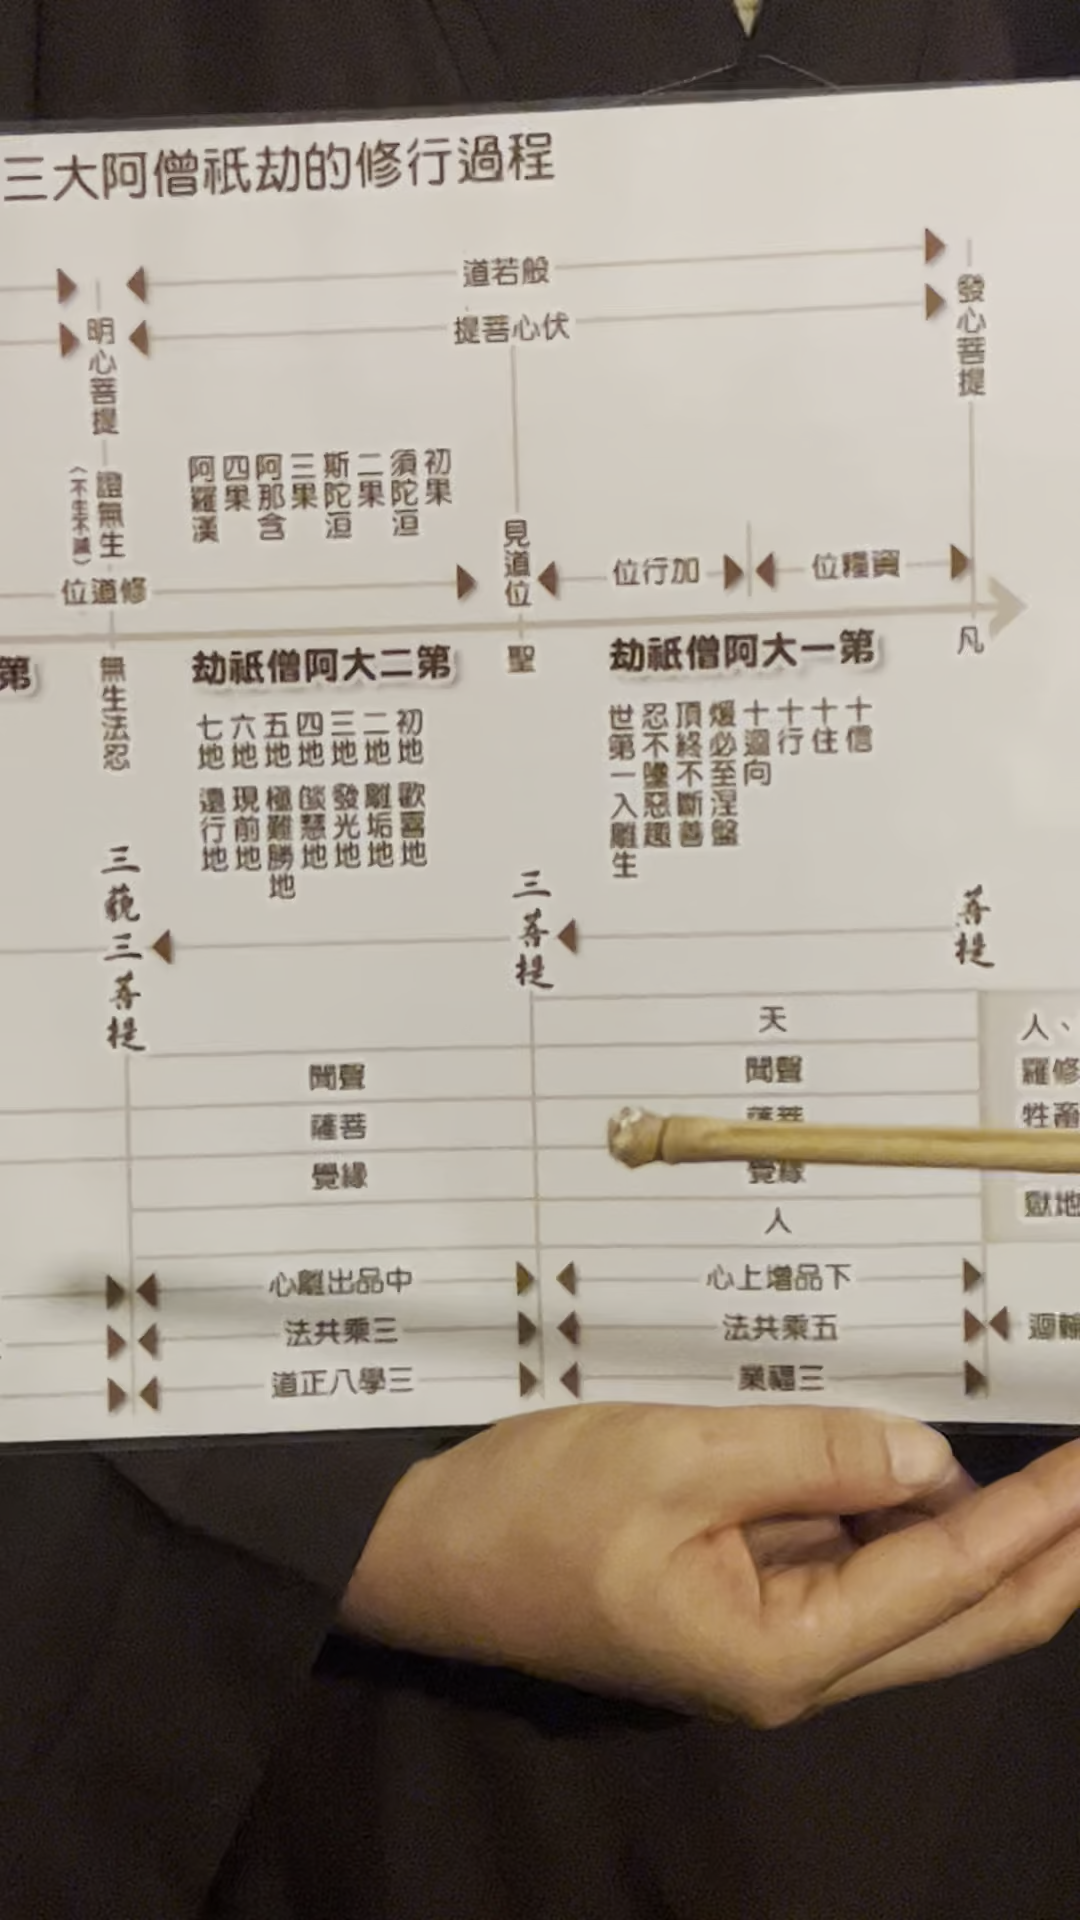 三大阿僧祇劫的修行過程
道若般
提菩心伏
發心菩提
明心菩提
證無生
（不生不滅）
初果
須陀洹
二果
斯陀洹
三果
阿那含
四果
阿羅漢
見道位
位糧資
位行加
位道修
凡
聖
無生法忍
劫祇僧阿大一第
劫祇僧阿大二第
第
十信
十住
十行
十迴向
煖必至涅盤
頂終不斷善
忍不墮惡趣
世第一入離生
初地 歡喜地
二地 離垢地
三地 發光地
四地 燄慧地
五地 極難勝地
六地 現前地
七地 遠行地
菩提
三菩提
三藐三菩提
天
聞聲
菩
覺緣
人
聞聲
薩菩
覺緣
人、
羅修
牲畜
獄地
心上增品下
心離出品中
法共乘五
法共乘三
迴輪
業福三
道正八學三